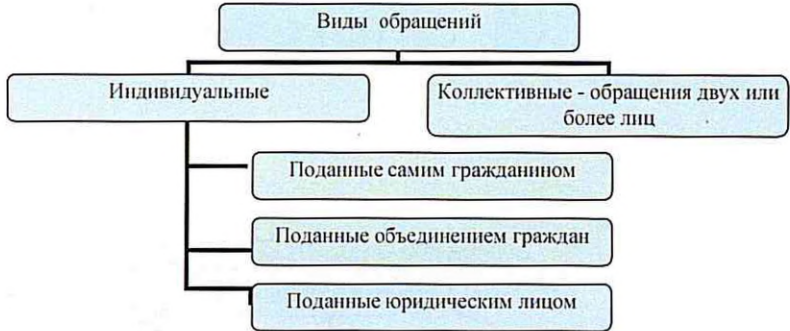 Виды обращений
Индивидуальные
Коллективные - обращения двух или
более лиц
Поданные самим гражданином
Поданные объединением граждан
Поданные юридическим лицом